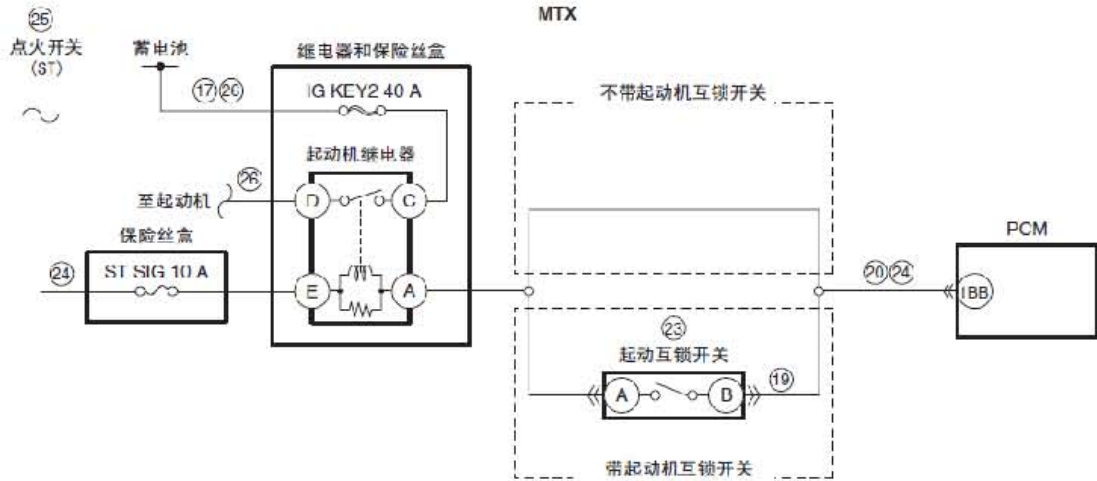 MTX
㉕
点火开关
(ST)
蓄电池
继电器和保险丝盒
⑰⑳
IG KEY2 40 A
不带起动机互锁开关
起动机继电器
㉖
至起动机
D
C
保险丝盒
PCM
㉔
ST SIG 10 A
E
A
⑳㉔
1BB
㉓
起动互锁开关
A
B
⑲
带起动机互锁开关